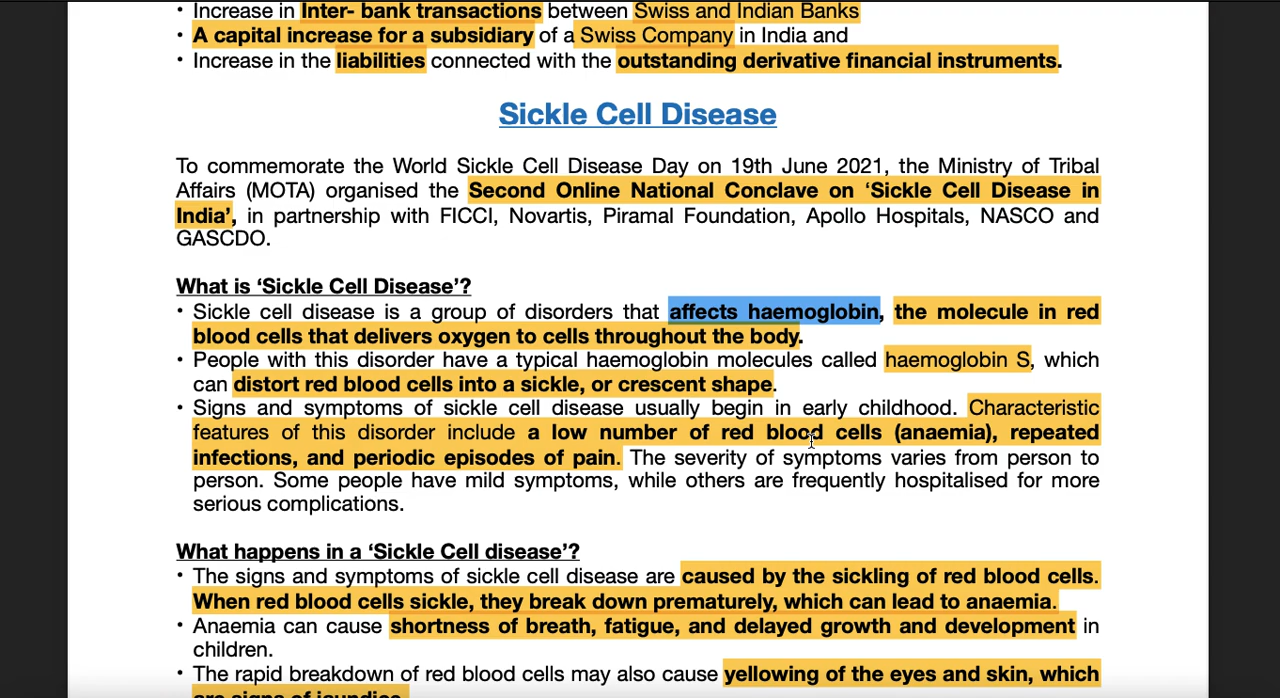 • Increase in Inter- bank transactions between Swiss and Indian Banks
• A capital increase for a subsidiary of a Swiss Company in India and
• Increase in the liabilities connected with the outstanding derivative financial instruments.
Sickle Cell Disease
To commemorate the World Sickle Cell Disease Day on 19th June 2021, the Ministry of Tribal
Affairs (MOTA) organised the Second Online National Conclave on ‘Sickle Cell Disease in
India’, in partnership with FICCI, Novartis, Piramal Foundation, Apollo Hospitals, NASCO and
GASCDO.
What is ‘Sickle Cell Disease’?
• Sickle cell disease is a group of disorders that affects haemoglobin, the molecule in red
blood cells that delivers oxygen to cells throughout the body.
• People with this disorder have a typical haemoglobin molecules called haemoglobin S, which
can distort red blood cells into a sickle, or crescent shape.
• Signs and symptoms of sickle cell disease usually begin in early childhood. Characteristic
features of this disorder include a low number of red blood cells (anaemia), repeated
infections, and periodic episodes of pain. The severity of symptoms varies from person to
person. Some people have mild symptoms, while others are frequently hospitalised for more
serious complications.
What happens in a ‘Sickle Cell disease’?
• The signs and symptoms of sickle cell disease are caused by the sickling of red blood cells.
When red blood cells sickle, they break down prematurely, which can lead to anaemia.
• Anaemia can cause shortness of breath, fatigue, and delayed growth and development in
children.
• The rapid breakdown of red blood cells may also cause yellowing of the eyes and skin, which
are signs of jaundice.